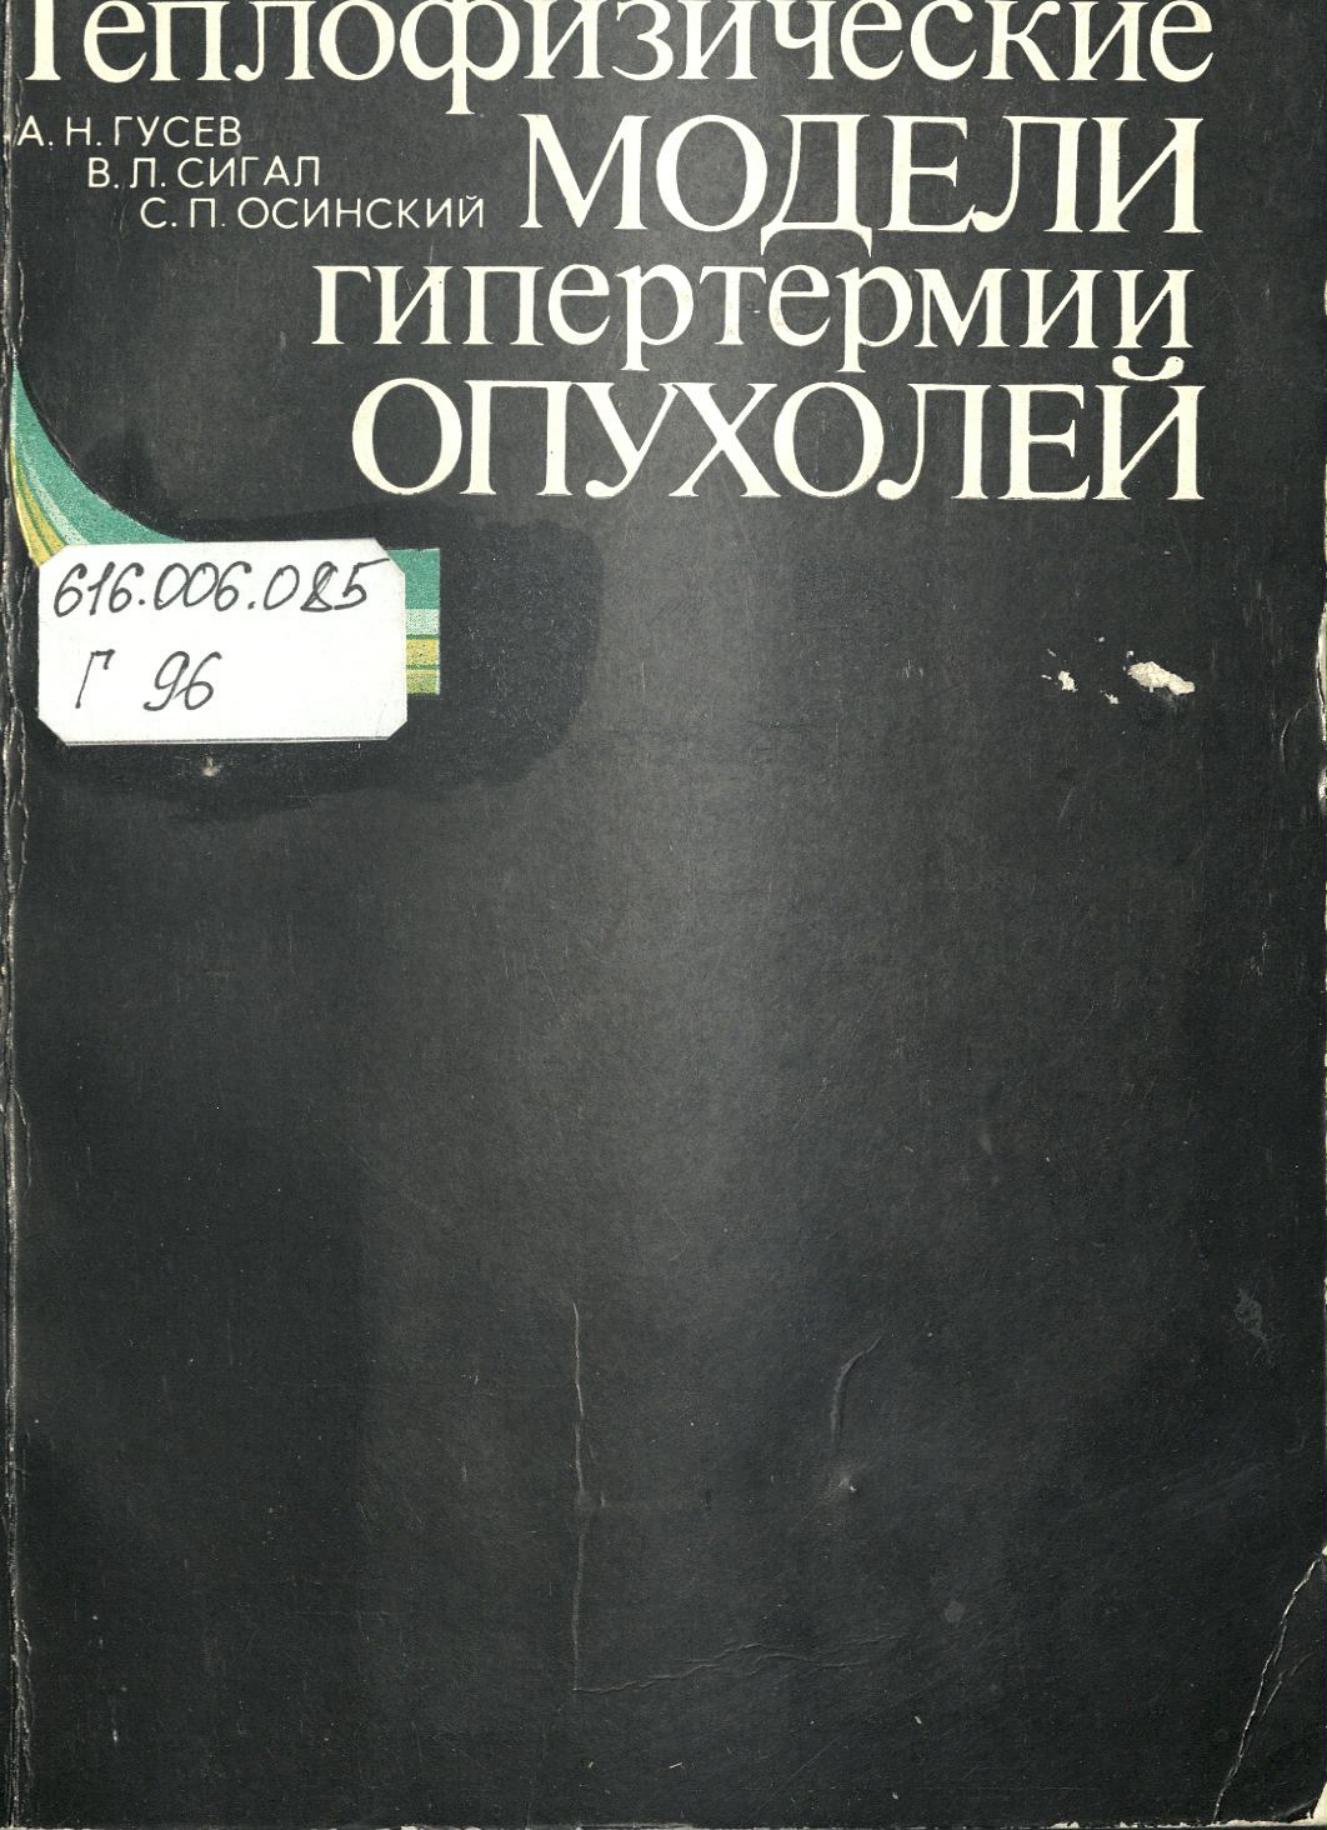 Теплофизические
А. Н. ГУСЕВ
В. Л. СИГАЛ
С. П. ОСИНСКИЙ
МОДЕЛИ
гипертермии
ОПУХОЛЕЙ
616.006.085
Г 96